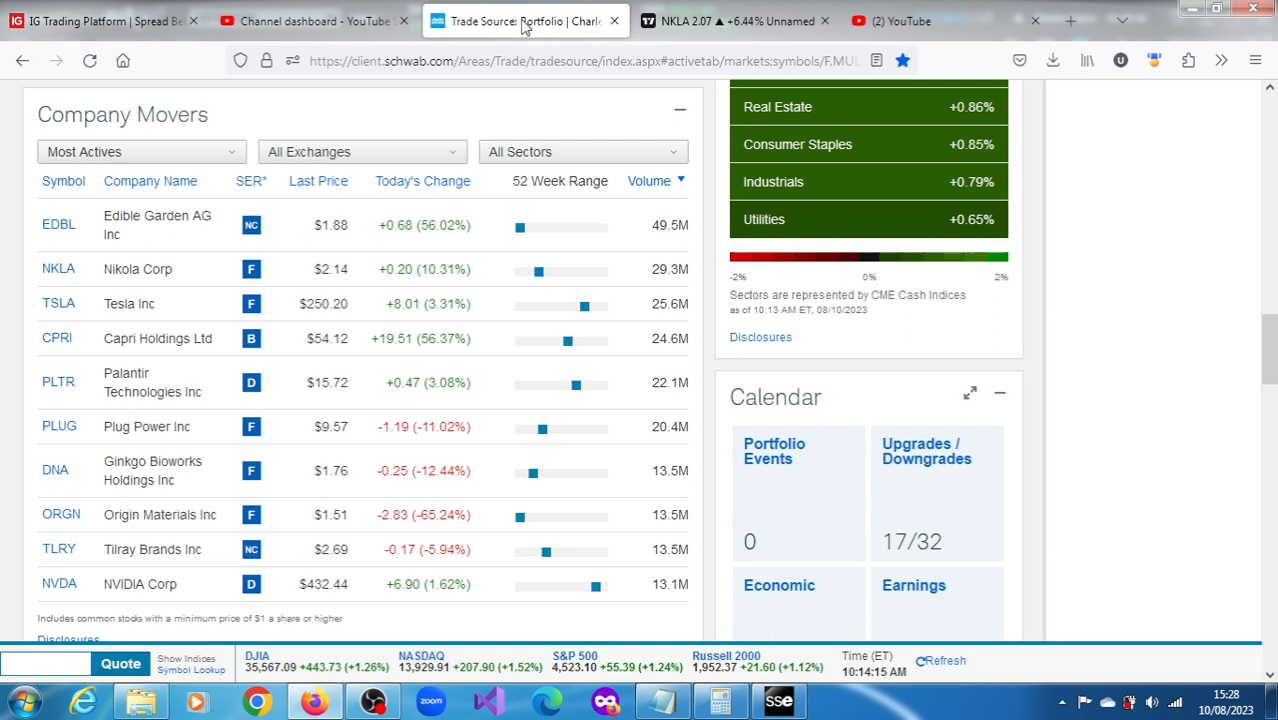 IG Trading Platform | Spread Be
Channel dashboard - YouTube S
Trade Source: Portfolio | Charle
NKLA 2.07 ▲ +6.44% Unnamed
(2) YouTube
https://client.schwab.com/Areas/Trade/tradesource/index.aspx#activetab/markets;symbols/F,MUL
Company Movers
Most Actives
All Exchanges
All Sectors
Symbol Company Name SER* Last Price Today's Change 52 Week Range Volume
EDBL Edible Garden AG Inc NC $1.88 +0.68 (56.02%) 49.5M
NKLA Nikola Corp F $2.14 +0.20 (10.31%) 29.3M
TSLA Tesla Inc F $250.20 +8.01 (3.31%) 25.6M
CPRI Capri Holdings Ltd B $54.12 +19.51 (56.37%) 24.6M
PLTR Palantir Technologies Inc D $15.72 +0.47 (3.08%) 22.1M
PLUG Plug Power Inc F $9.57 -1.19 (-11.02%) 20.4M
DNA Ginkgo Bioworks Holdings Inc F $1.76 -0.25 (-12.44%) 13.5M
ORGN Origin Materials Inc F $1.51 -2.83 (-65.24%) 13.5M
TLRY Tilray Brands Inc NC $2.69 -0.17 (-5.94%) 13.5M
NVDA NVIDIA Corp D $432.44 +6.90 (1.62%) 13.1M
Includes common stocks with a minimum price of $1 a share or higher
Disclosures
Real Estate +0.86%
Consumer Staples +0.85%
Industrials +0.79%
Utilities +0.65%
-2% 0% 2%
Sectors are represented by CME Cash Indices
as of 10:13 AM ET, 08/10/2023
Disclosures
Calendar
Portfolio Events
0
Upgrades / Downgrades
17/32
Economic
Earnings
Quote
Show Indices
Symbol Lookup
DJIA
35,567.09 +443.73 (+1.26%)
NASDAQ
13,929.91 +207.90 (+1.52%)
S&P 500
4,523.10 +55.39 (+1.24%)
Russell 2000
1,952.37 +21.60 (+1.12%)
Time (ET)
10:14:15 AM
Refresh
zoom
SSE
15:28
10/08/2023